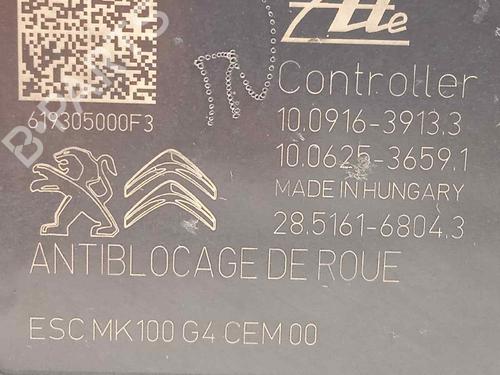 Ate
619305000F3
Controller
10.0916-3913.3
10.0625-3659.1
MADE IN HUNGARY
28.5161-6804.3
ANTIBLOCAGE DE ROUE
ESC MK100 G4 CEM 00
B-PARTS